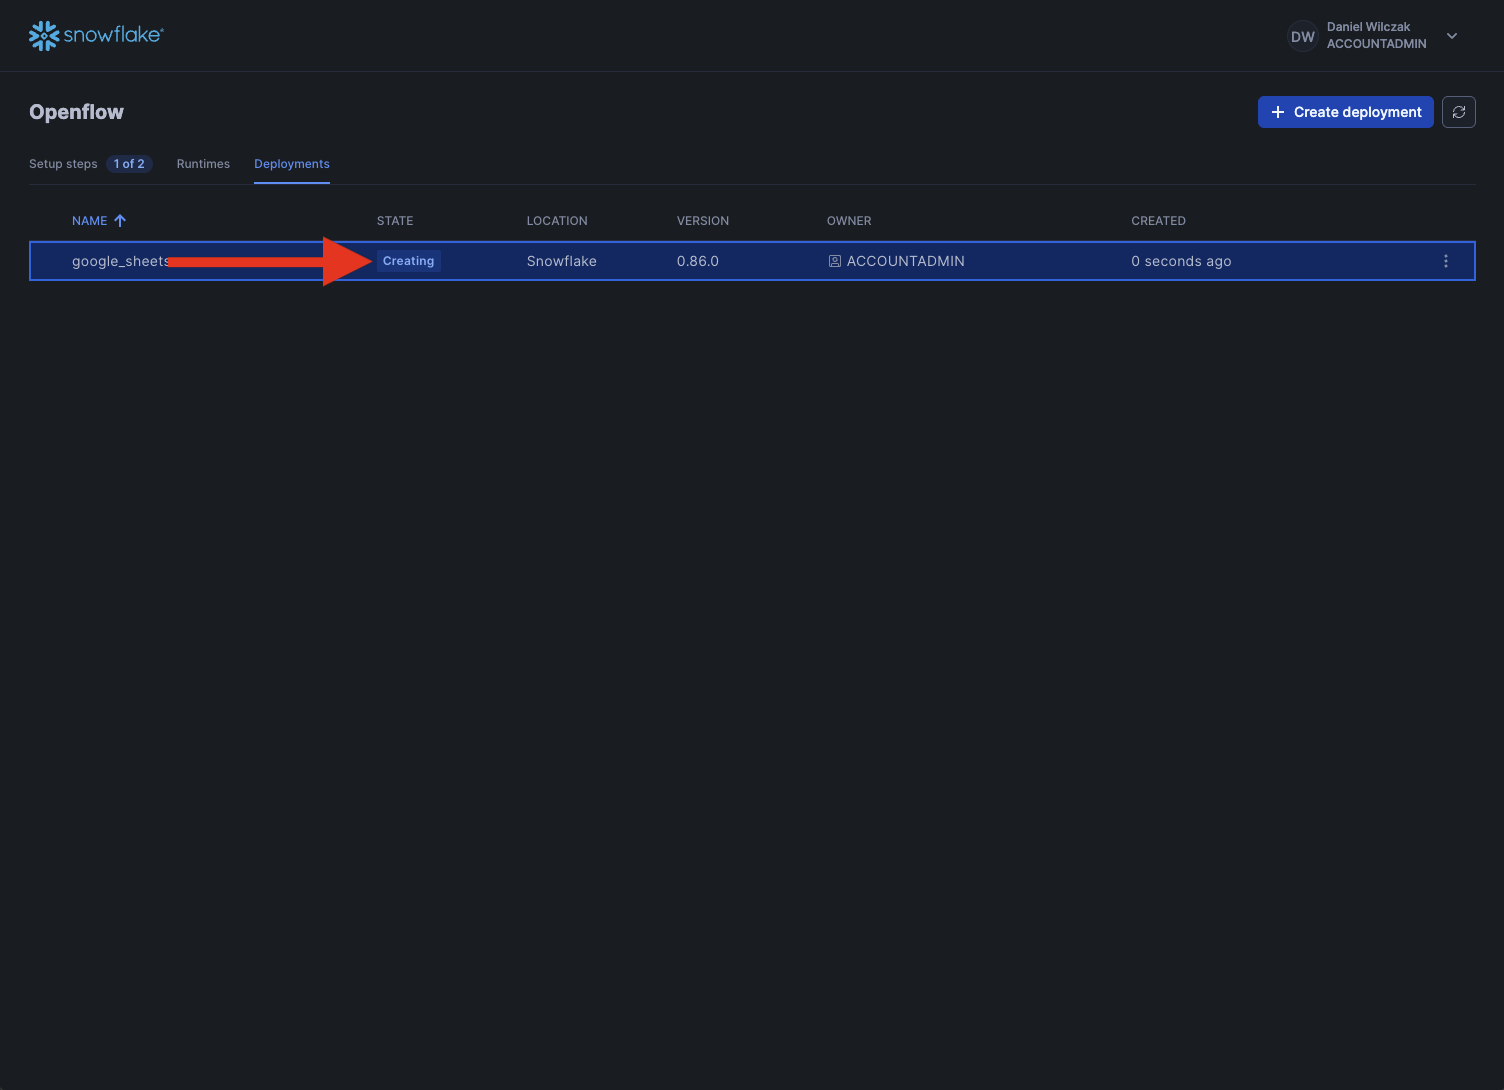 snowflake
DW
Daniel Wilczak
ACCOUNTADMIN
Openflow
Create deployment
Setup steps 1 of 2 Runtimes Deployments
NAME STATE LOCATION VERSION OWNER CREATED
google_sheets Creating Snowflake 0.86.0 ACCOUNTADMIN 0 seconds ago